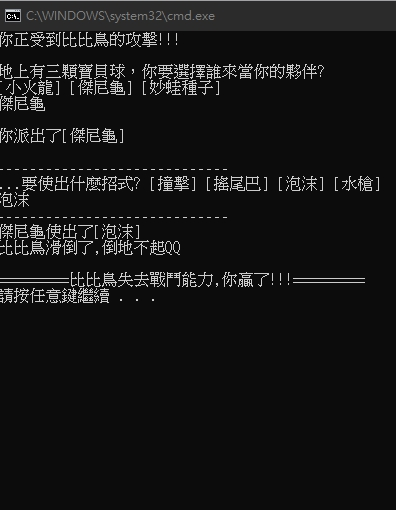 C:\WINDOWS\system32\cmd.exe
你正受到比比鳥的攻擊!!!
地上有三顆寶貝球，你要選擇誰來當你的夥伴?
[小火龍] [傑尼龜] [妙蛙種子]
傑尼龜
你派出了[傑尼龜]
------------------------------
...要使出什麼招式? [撞擊] [搖尾巴] [泡沫] [水槍]
泡沫
------------------------------
傑尼龜使出了[泡沫]
比比鳥滑倒了,倒地不起QQ
=========比比鳥失去戰鬥能力,你贏了!!!=========
請按任意鍵繼續 . . .